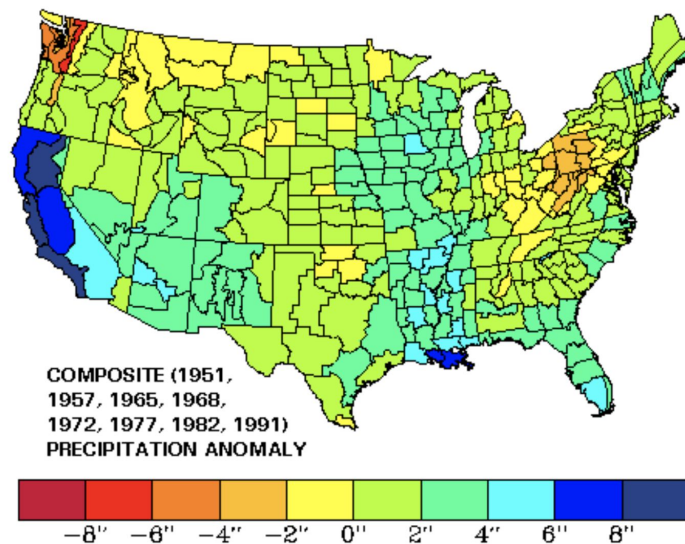 COMPOSITE (1951,
1957, 1965, 1968,
1972, 1977, 1982, 1991)
PRECIPITATION ANOMALY
−8" −6" −4" −2" 0" 2" 4" 6" 8"